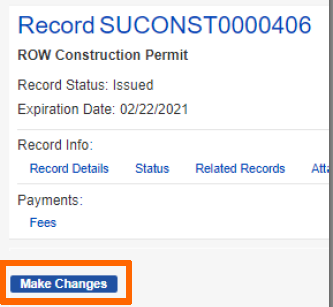 Record SUCONST0000406
ROW Construction Permit
Record Status: Issued
Expiration Date: 02/22/2021
Record Info:
Record Details Status Related Records
Payments:
Fees
Make Changes